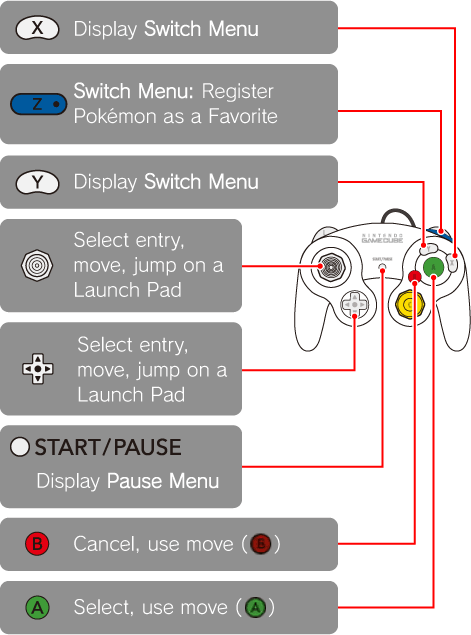 X Display Switch Menu
Z Switch Menu: Register
Pokémon as a Favorite
Y Display Switch Menu
NINTENDO
GAMECUBE
Select entry,
move, jump on a
Launch Pad
START/PAUSE
Select entry,
move, jump on a
Launch Pad
START/PAUSE
Display Pause Menu
B Cancel, use move (B)
A Select, use move (A)